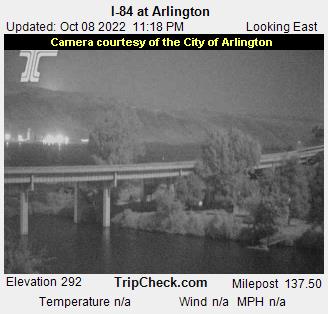 I-84 at Arlington
Updated: Oct 08 2022 11:18 PM Looking East
Camera courtesy of the City of Arlington
Elevation 292 TripCheck.com Milepost 137.50
Temperature n/a Wind n/a MPH n/a